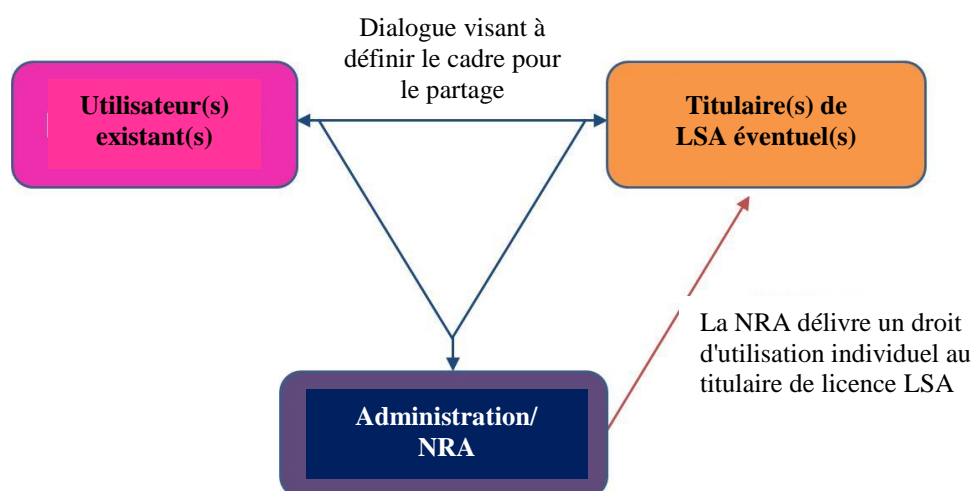 Dialogue visant à
définir le cadre pour
le partage
Utilisateur(s)
existant(s)
Titulaire(s) de
LSA éventuel(s)
La NRA délivre un droit
d'utilisation individuel au
titulaire de licence LSA
Administration/
NRA